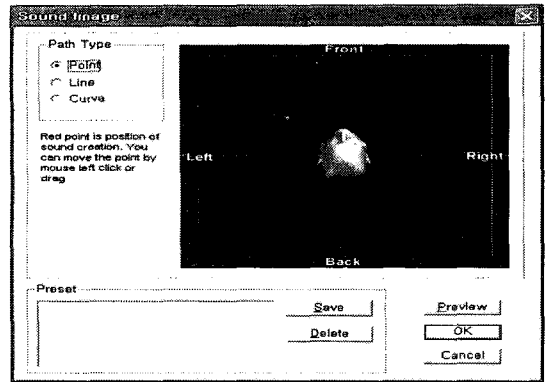 Sound Image
Path Type
Point
Line
Curve
Red point is position of
sound creation. You
can move the point by
mouse left click or
drag
Front
Left
Right
Back
Preset
Save
Delete
Preview
OK
Cancel